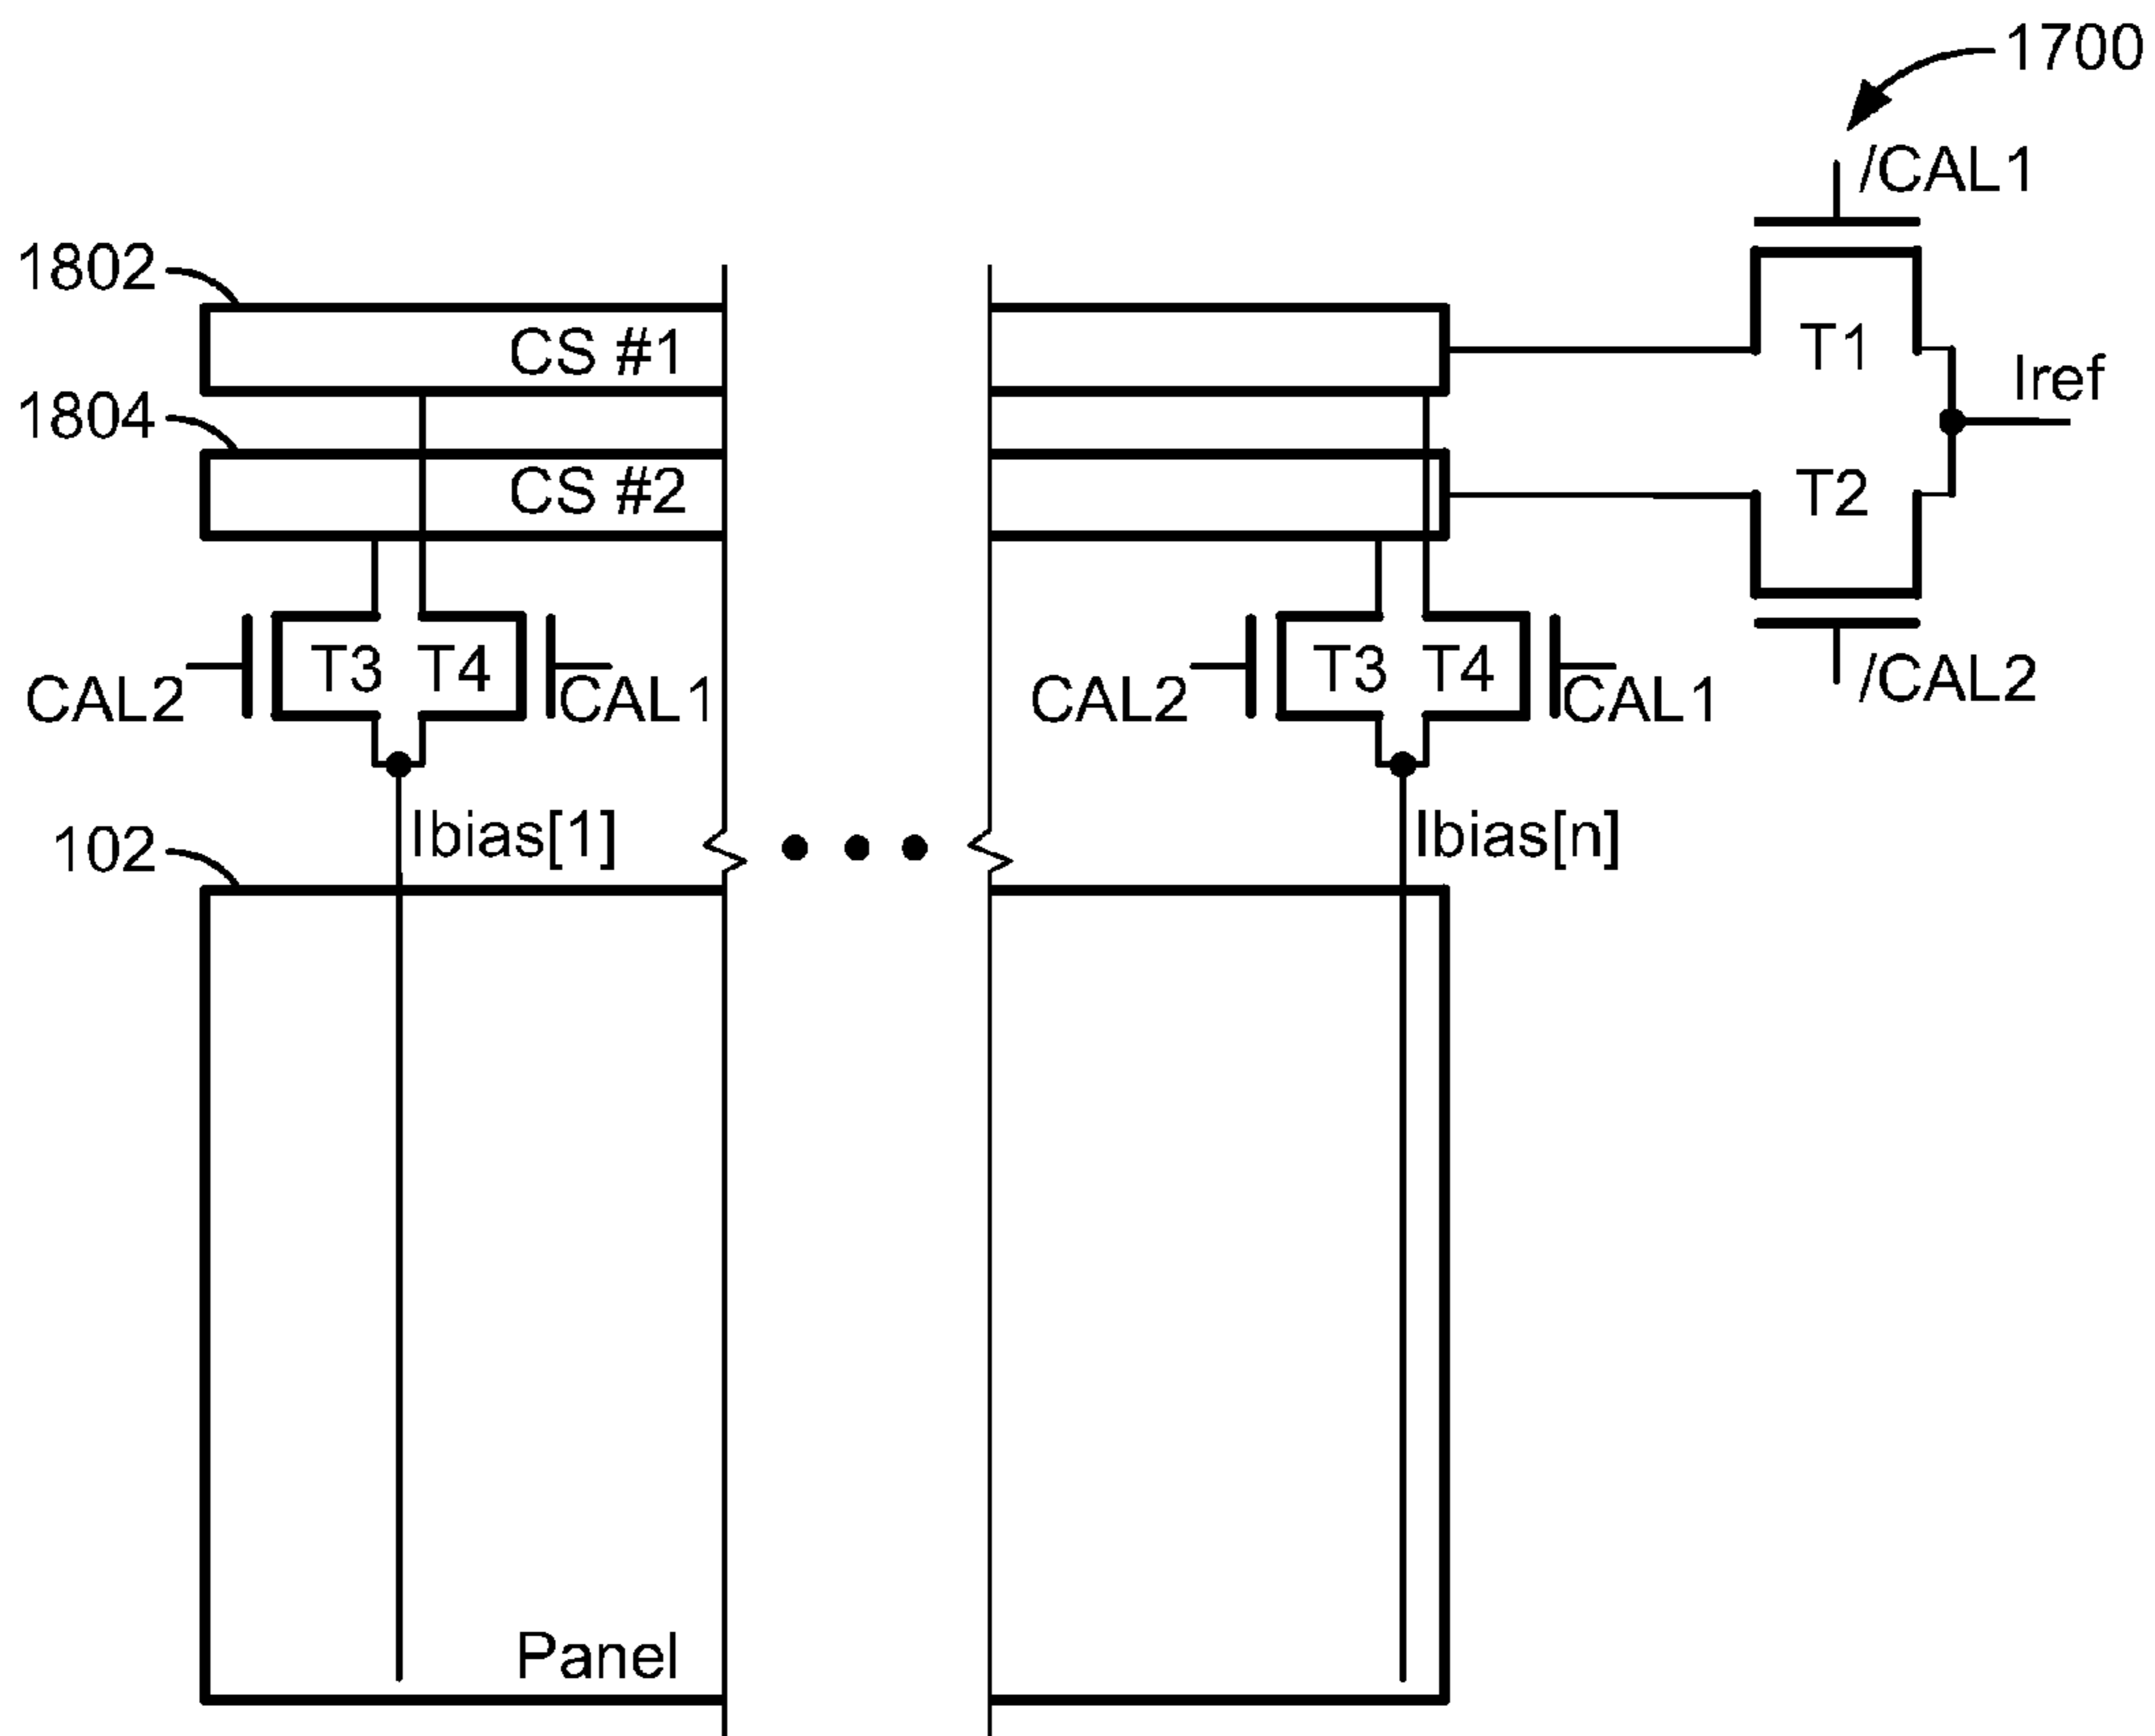 1700
/CAL1
1802
CS #1
T1
Iref
1804
CS #2
T2
CAL2
T3
T4
CAL1
CAL2
T3
T4
CAL1
/CAL2
Ibias[1]
Ibias[n]
102
Panel